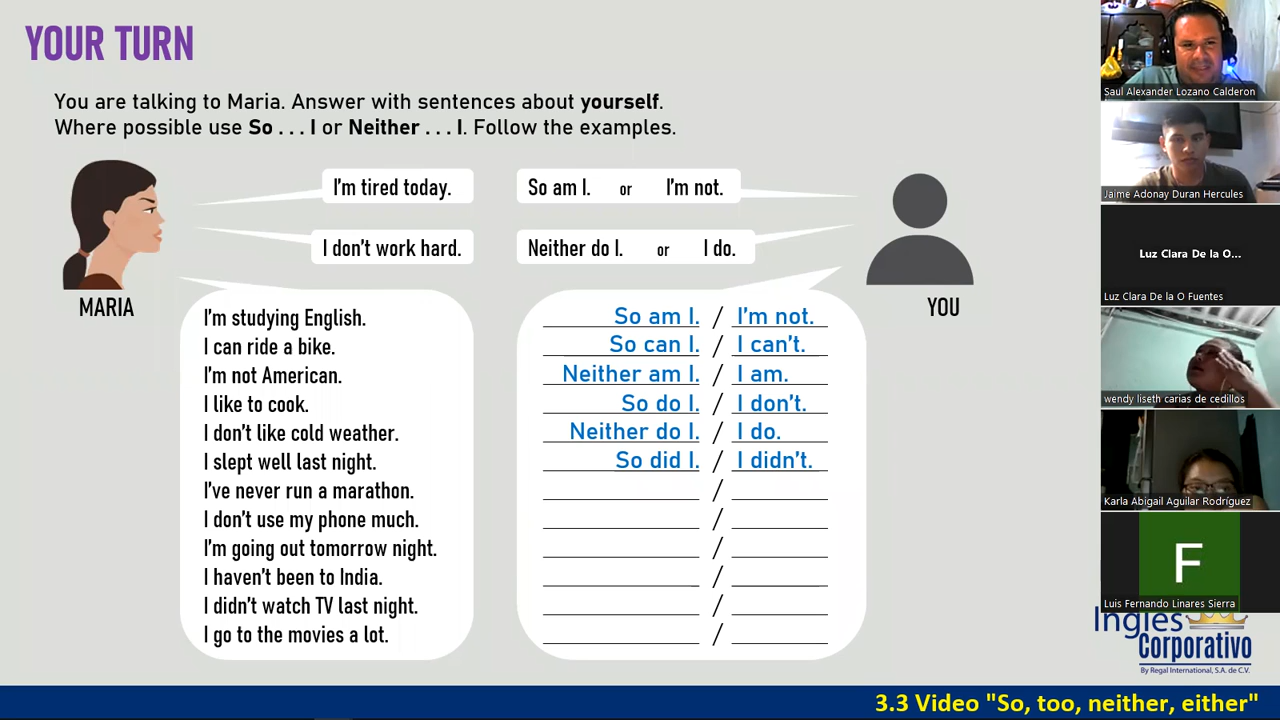 YOUR TURN
You are talking to Maria. Answer with sentences about yourself.
Where possible use So . . . I or Neither . . . I. Follow the examples.
I'm tired today.
So am I. or I'm not.
I don't work hard.
Neither do I. or I do.
MARIA
YOU
I'm studying English.
So am I. / I'm not.
I can ride a bike.
So can I. / I can't.
I'm not American.
Neither am I. / I am.
I like to cook.
So do I. / I don't.
I don't like cold weather.
Neither do I. / I do.
I slept well last night.
So did I. / I didn't.
I've never run a marathon.
/
I don't use my phone much.
/
I'm going out tomorrow night.
/
I haven't been to India.
/
I didn't watch TV last night.
/
I go to the movies a lot.
/
Saul Alexander Lozano Calderon
Jaime Adonay Duran Hercules
Luz Clara De la O...
Luz Clara De la O Fuentes
wendy liseth carias de cedillos
Karla Abigail Aguilar Rodríguez
F
Luis Fernando Linares Sierra
Ingles
Corporativo
By Regal International, S.A. de C.V.
3.3 Video "So, too, neither, either"